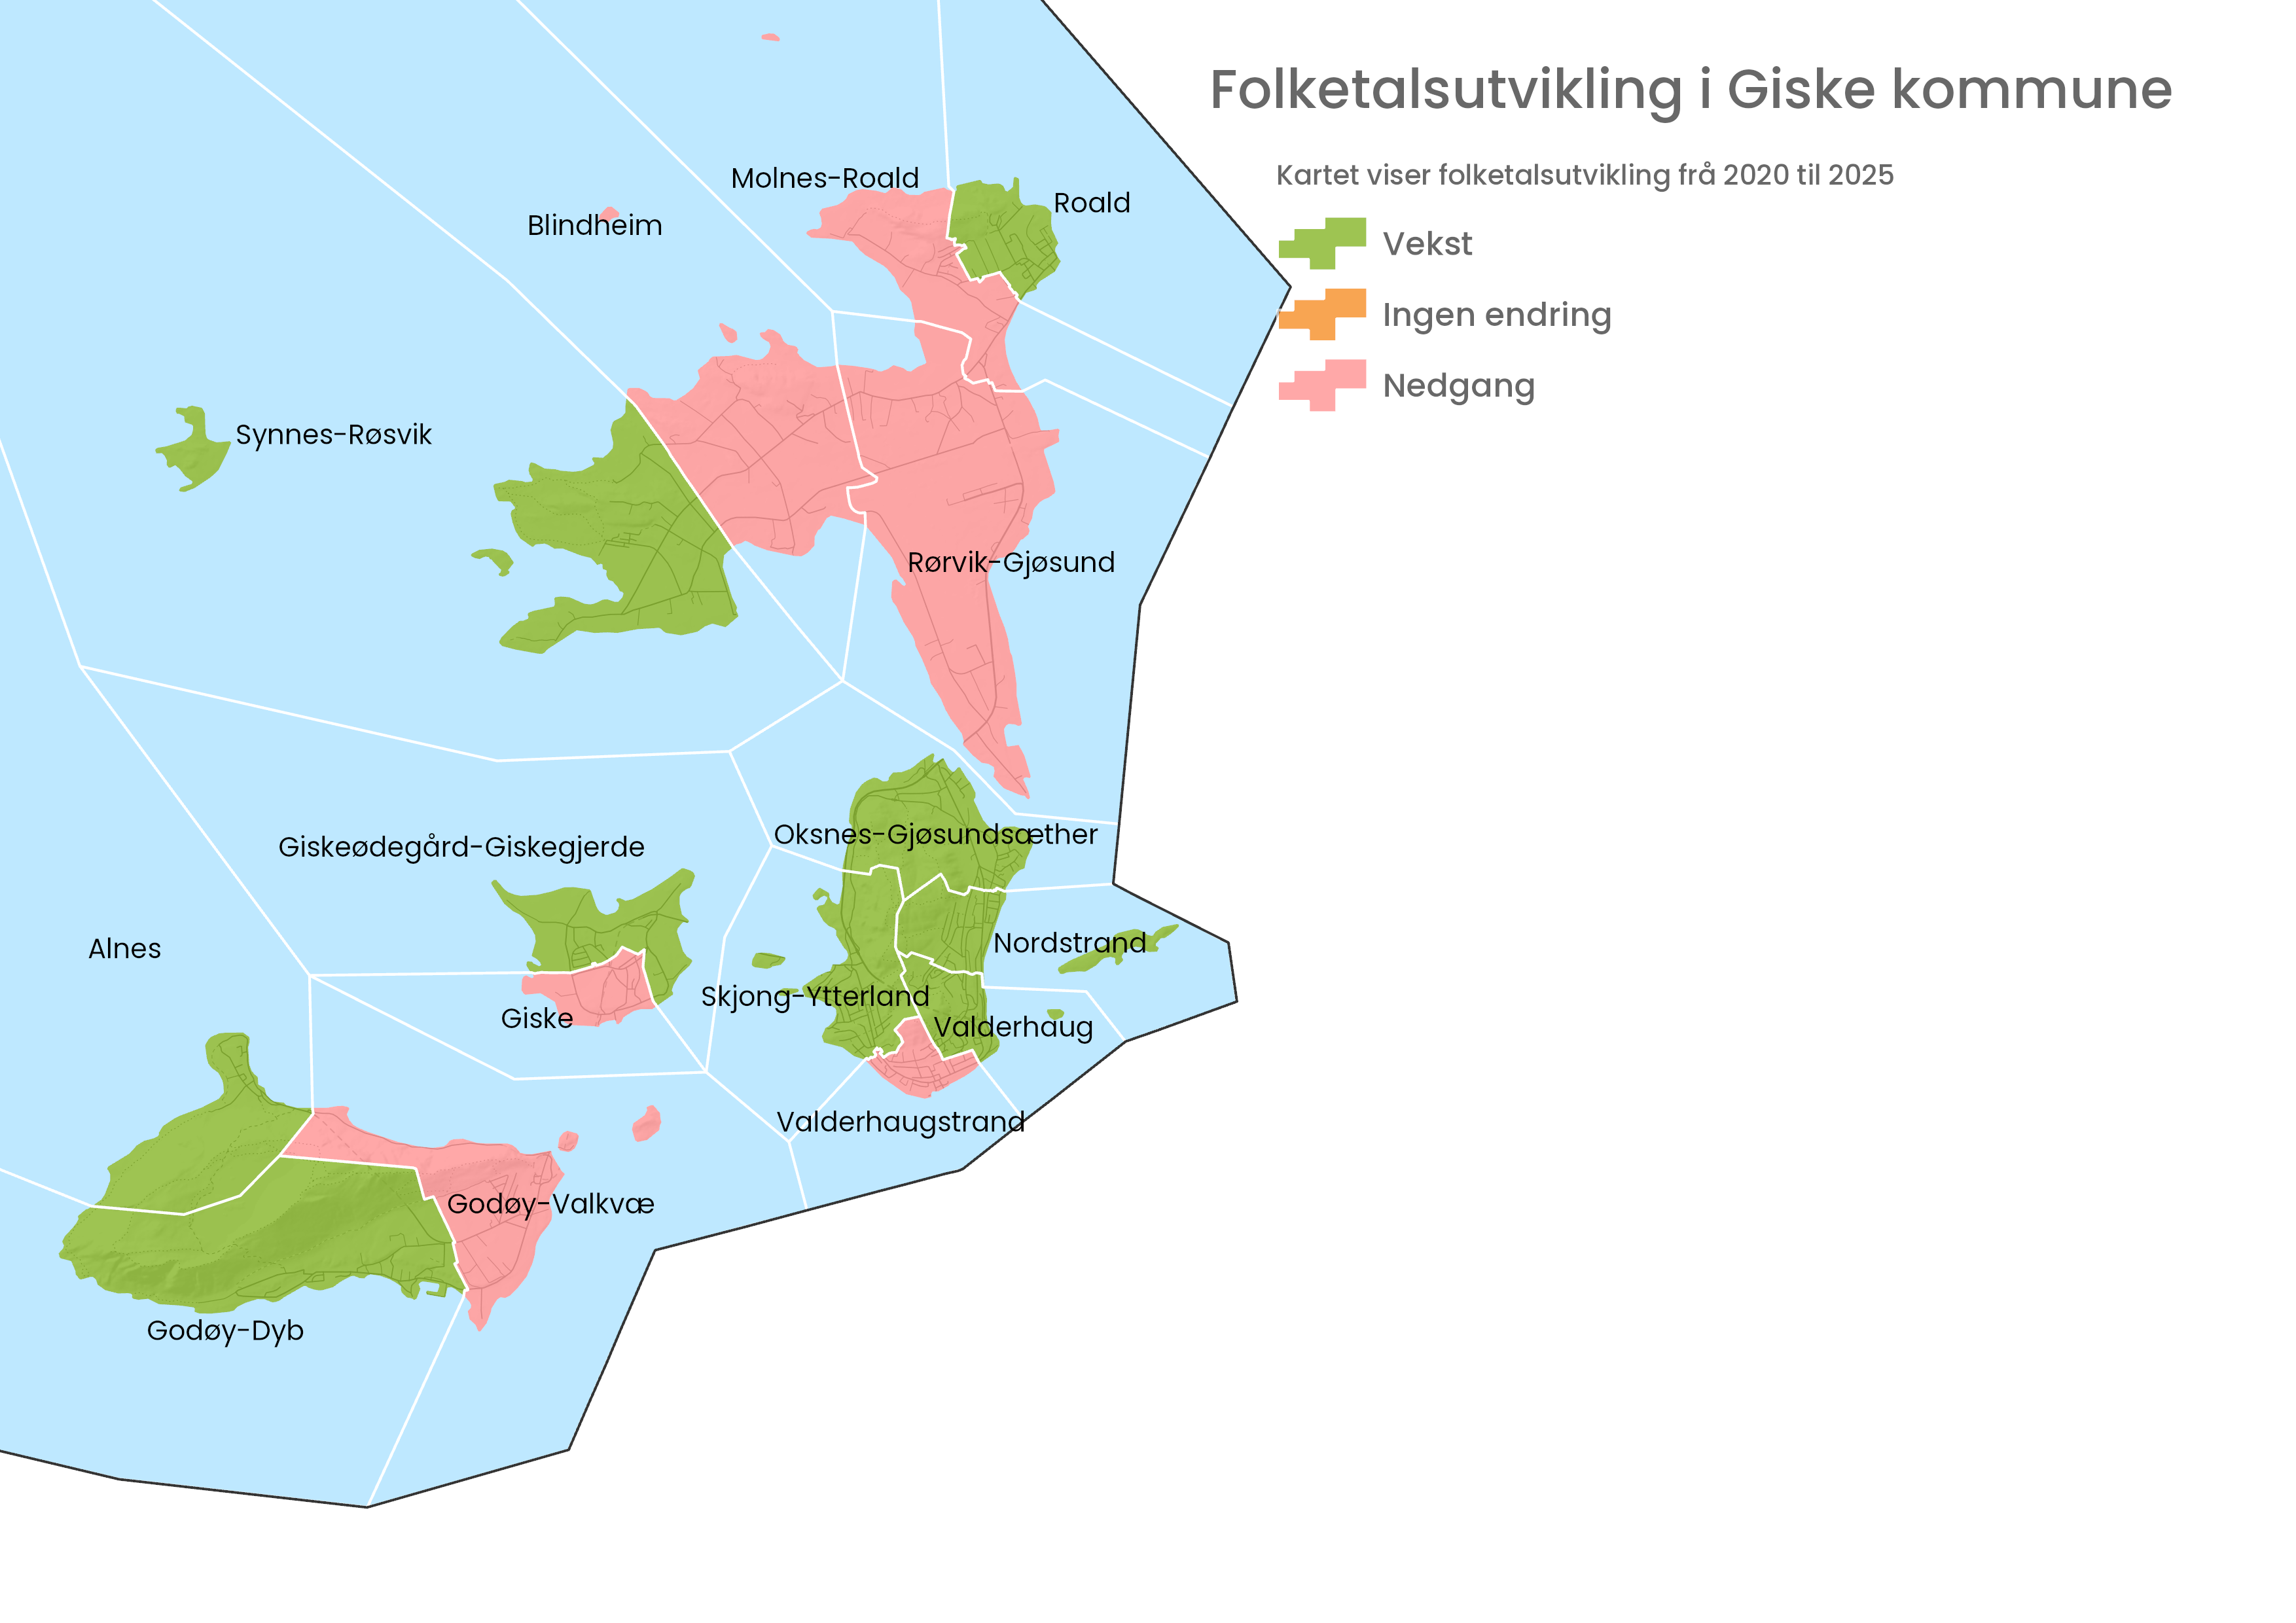 Folketalsutvikling i Giske kommune
Kartet viser folketalsutvikling frå 2020 til 2025
Vekst
Ingen endring
Nedgang
Molnes-Roald
Roald
Blindheim
Synnes-Røsvik
Rørvik-Gjøsund
Oksnes-Gjøsundsæther
Giskeødegård-Giskegjerde
Alnes
Nordstrand
Skjong-Ytterland
Giske
Valderhaug
Valderhaugstrand
Godøy-Valkvæ
Godøy-Dyb